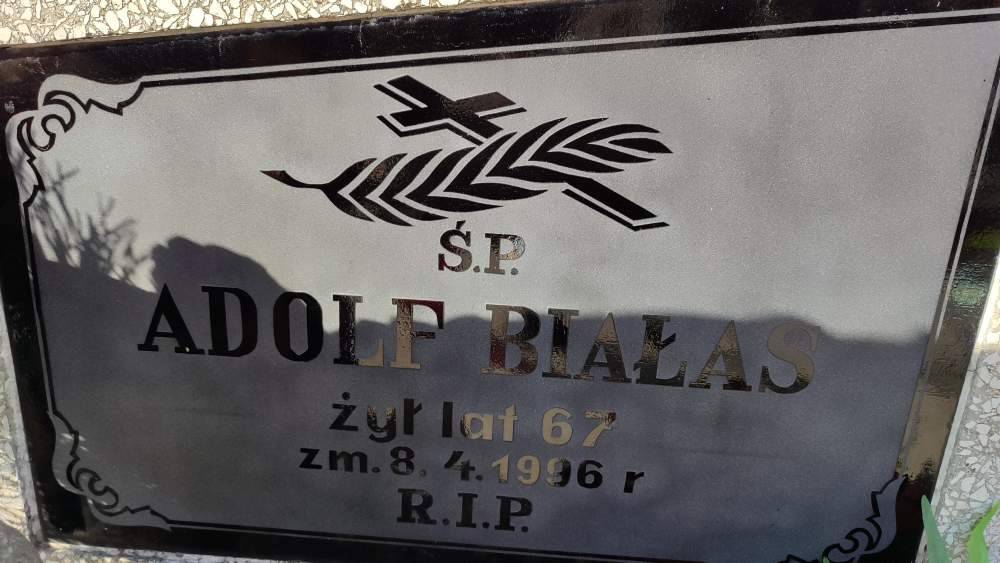 Ś.P.
ADOLF BIAŁAS
żył lat 67
zm. 8. 4. 1996 r
R.I.P.